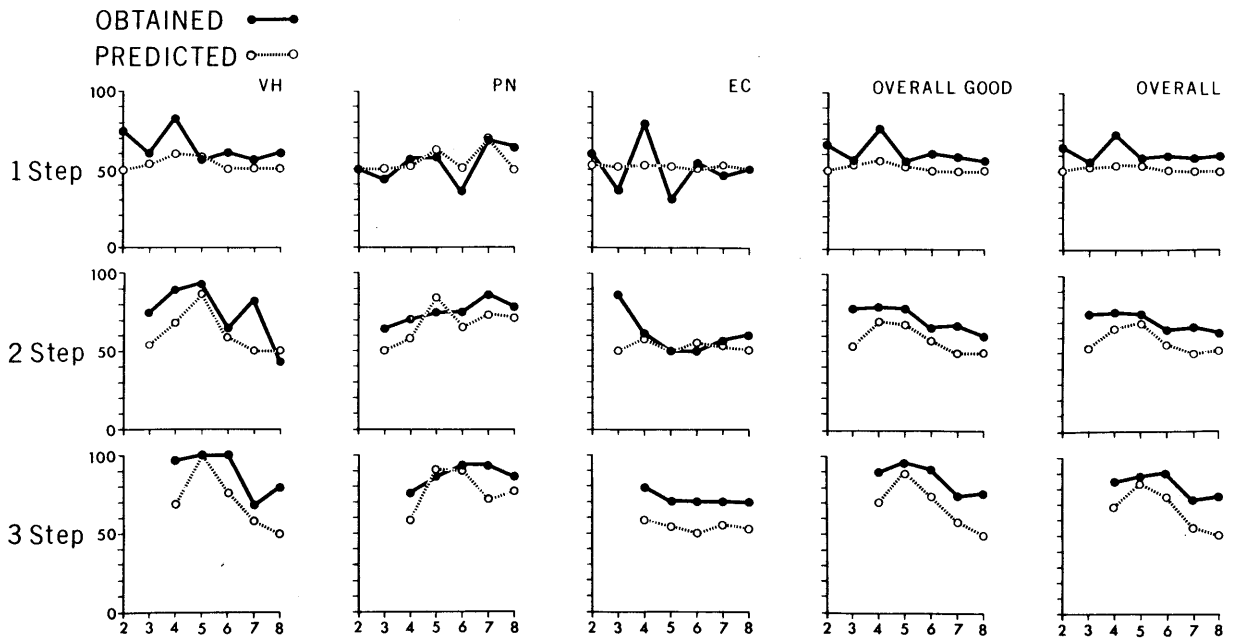 OBTAINED
PREDICTED
VH PN EC OVERALL GOOD OVERALL
100
1 Step
50
0
100
2 Step
50
0
100
3 Step
50
0
2 3 4 5 6 7 8 2 3 4 5 6 7 8 2 3 4 5 6 7 8 2 3 4 5 6 7 8 2 3 4 5 6 7 8